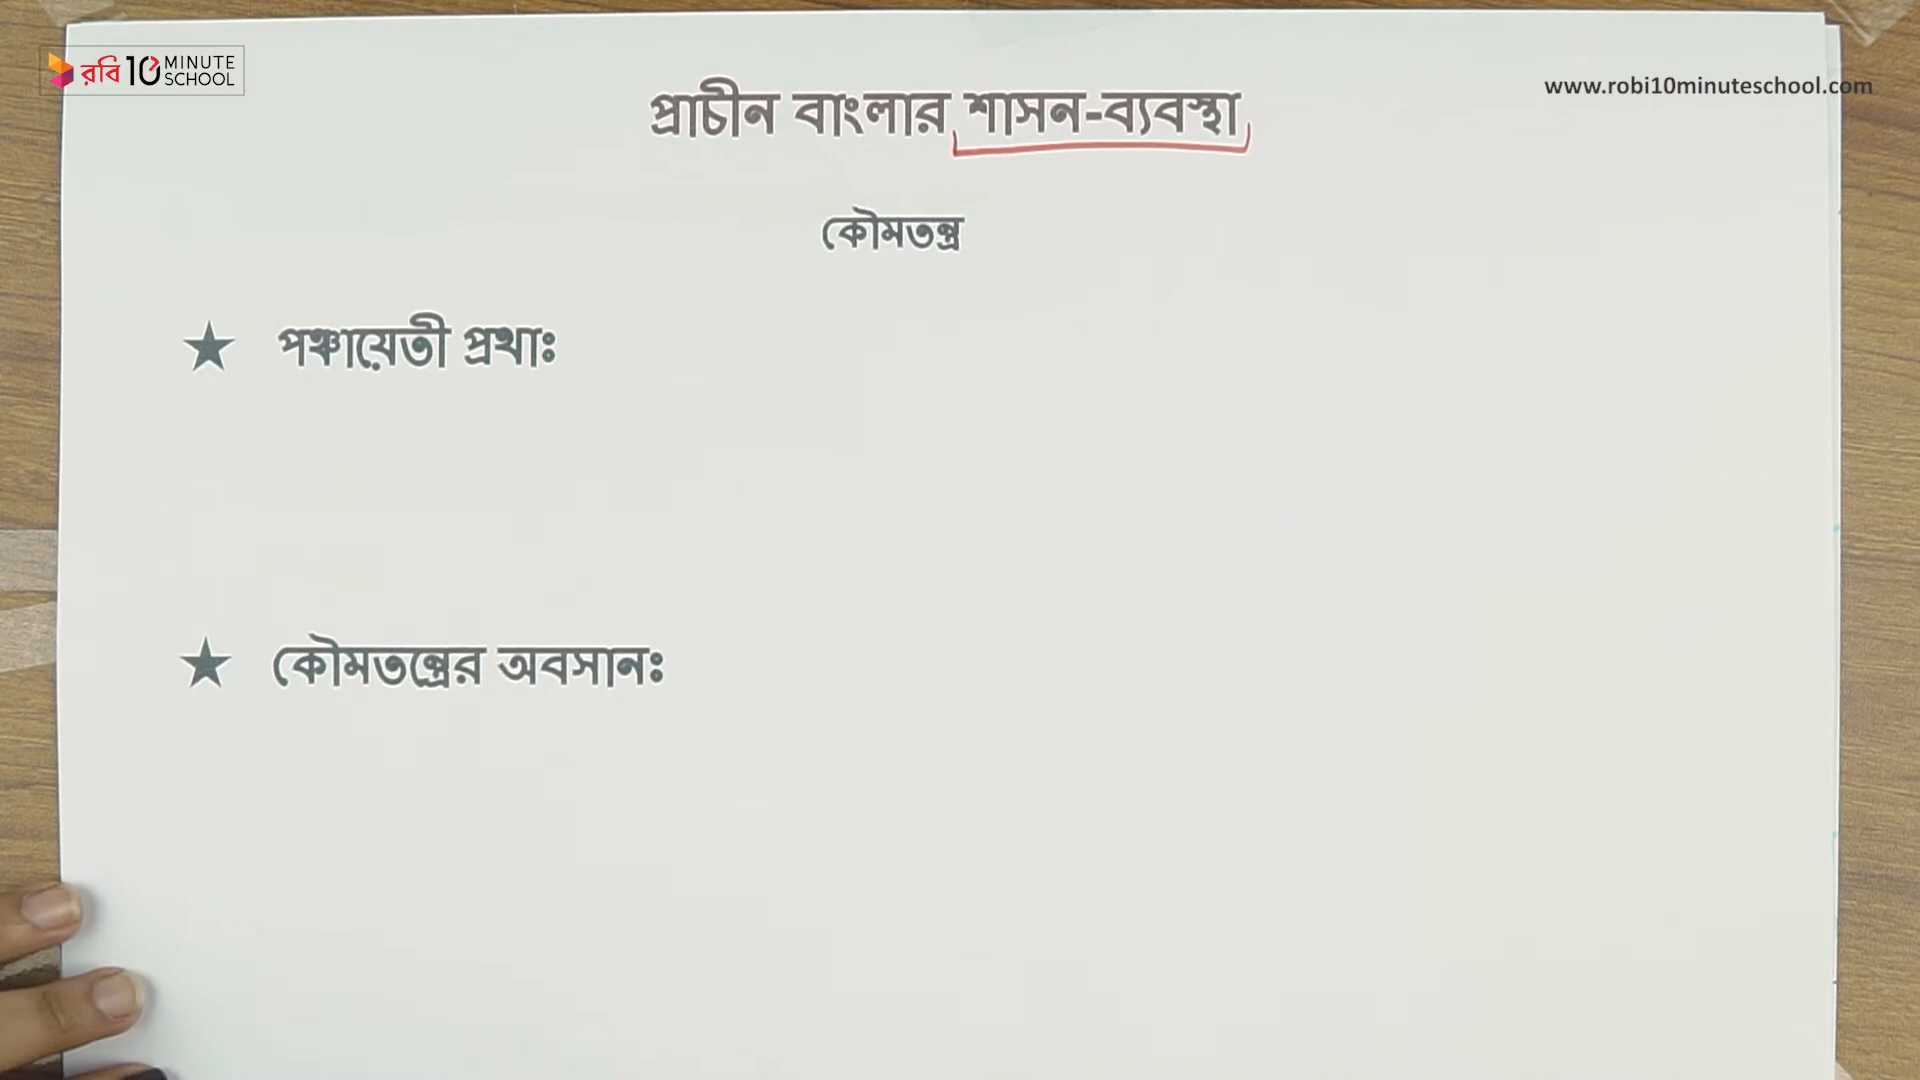 রবি 10 MINUTE SCHOOL
www.robi10minuteschool.com
প্রাচীন বাংলার শাসন-ব্যবস্থা
কৌমতন্ত্র
★ পঞ্চায়েতী প্রথাঃ
★ কৌমতন্ত্রের অবসানঃ